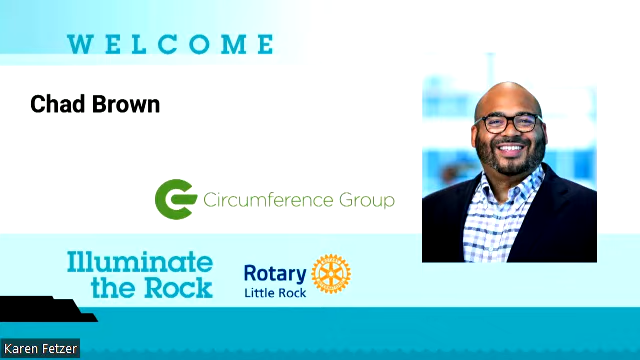 WELCOME
Chad Brown
Circumference Group
Illuminate
the Rock
Rotary
Little Rock
Karen Fetzer